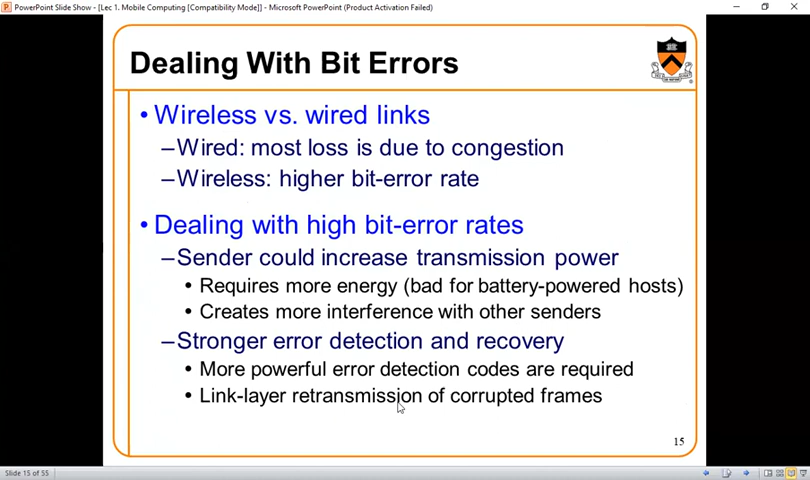 PowerPoint Slide Show - [Lec 1. Mobile Computing [Compatibility Mode]] - Microsoft PowerPoint (Product Activation Failed)
Dealing With Bit Errors
• Wireless vs. wired links
–Wired: most loss is due to congestion
–Wireless: higher bit-error rate
• Dealing with high bit-error rates
–Sender could increase transmission power
• Requires more energy (bad for battery-powered hosts)
• Creates more interference with other senders
–Stronger error detection and recovery
• More powerful error detection codes are required
• Link-layer retransmission of corrupted frames
15
Slide 15 of 55